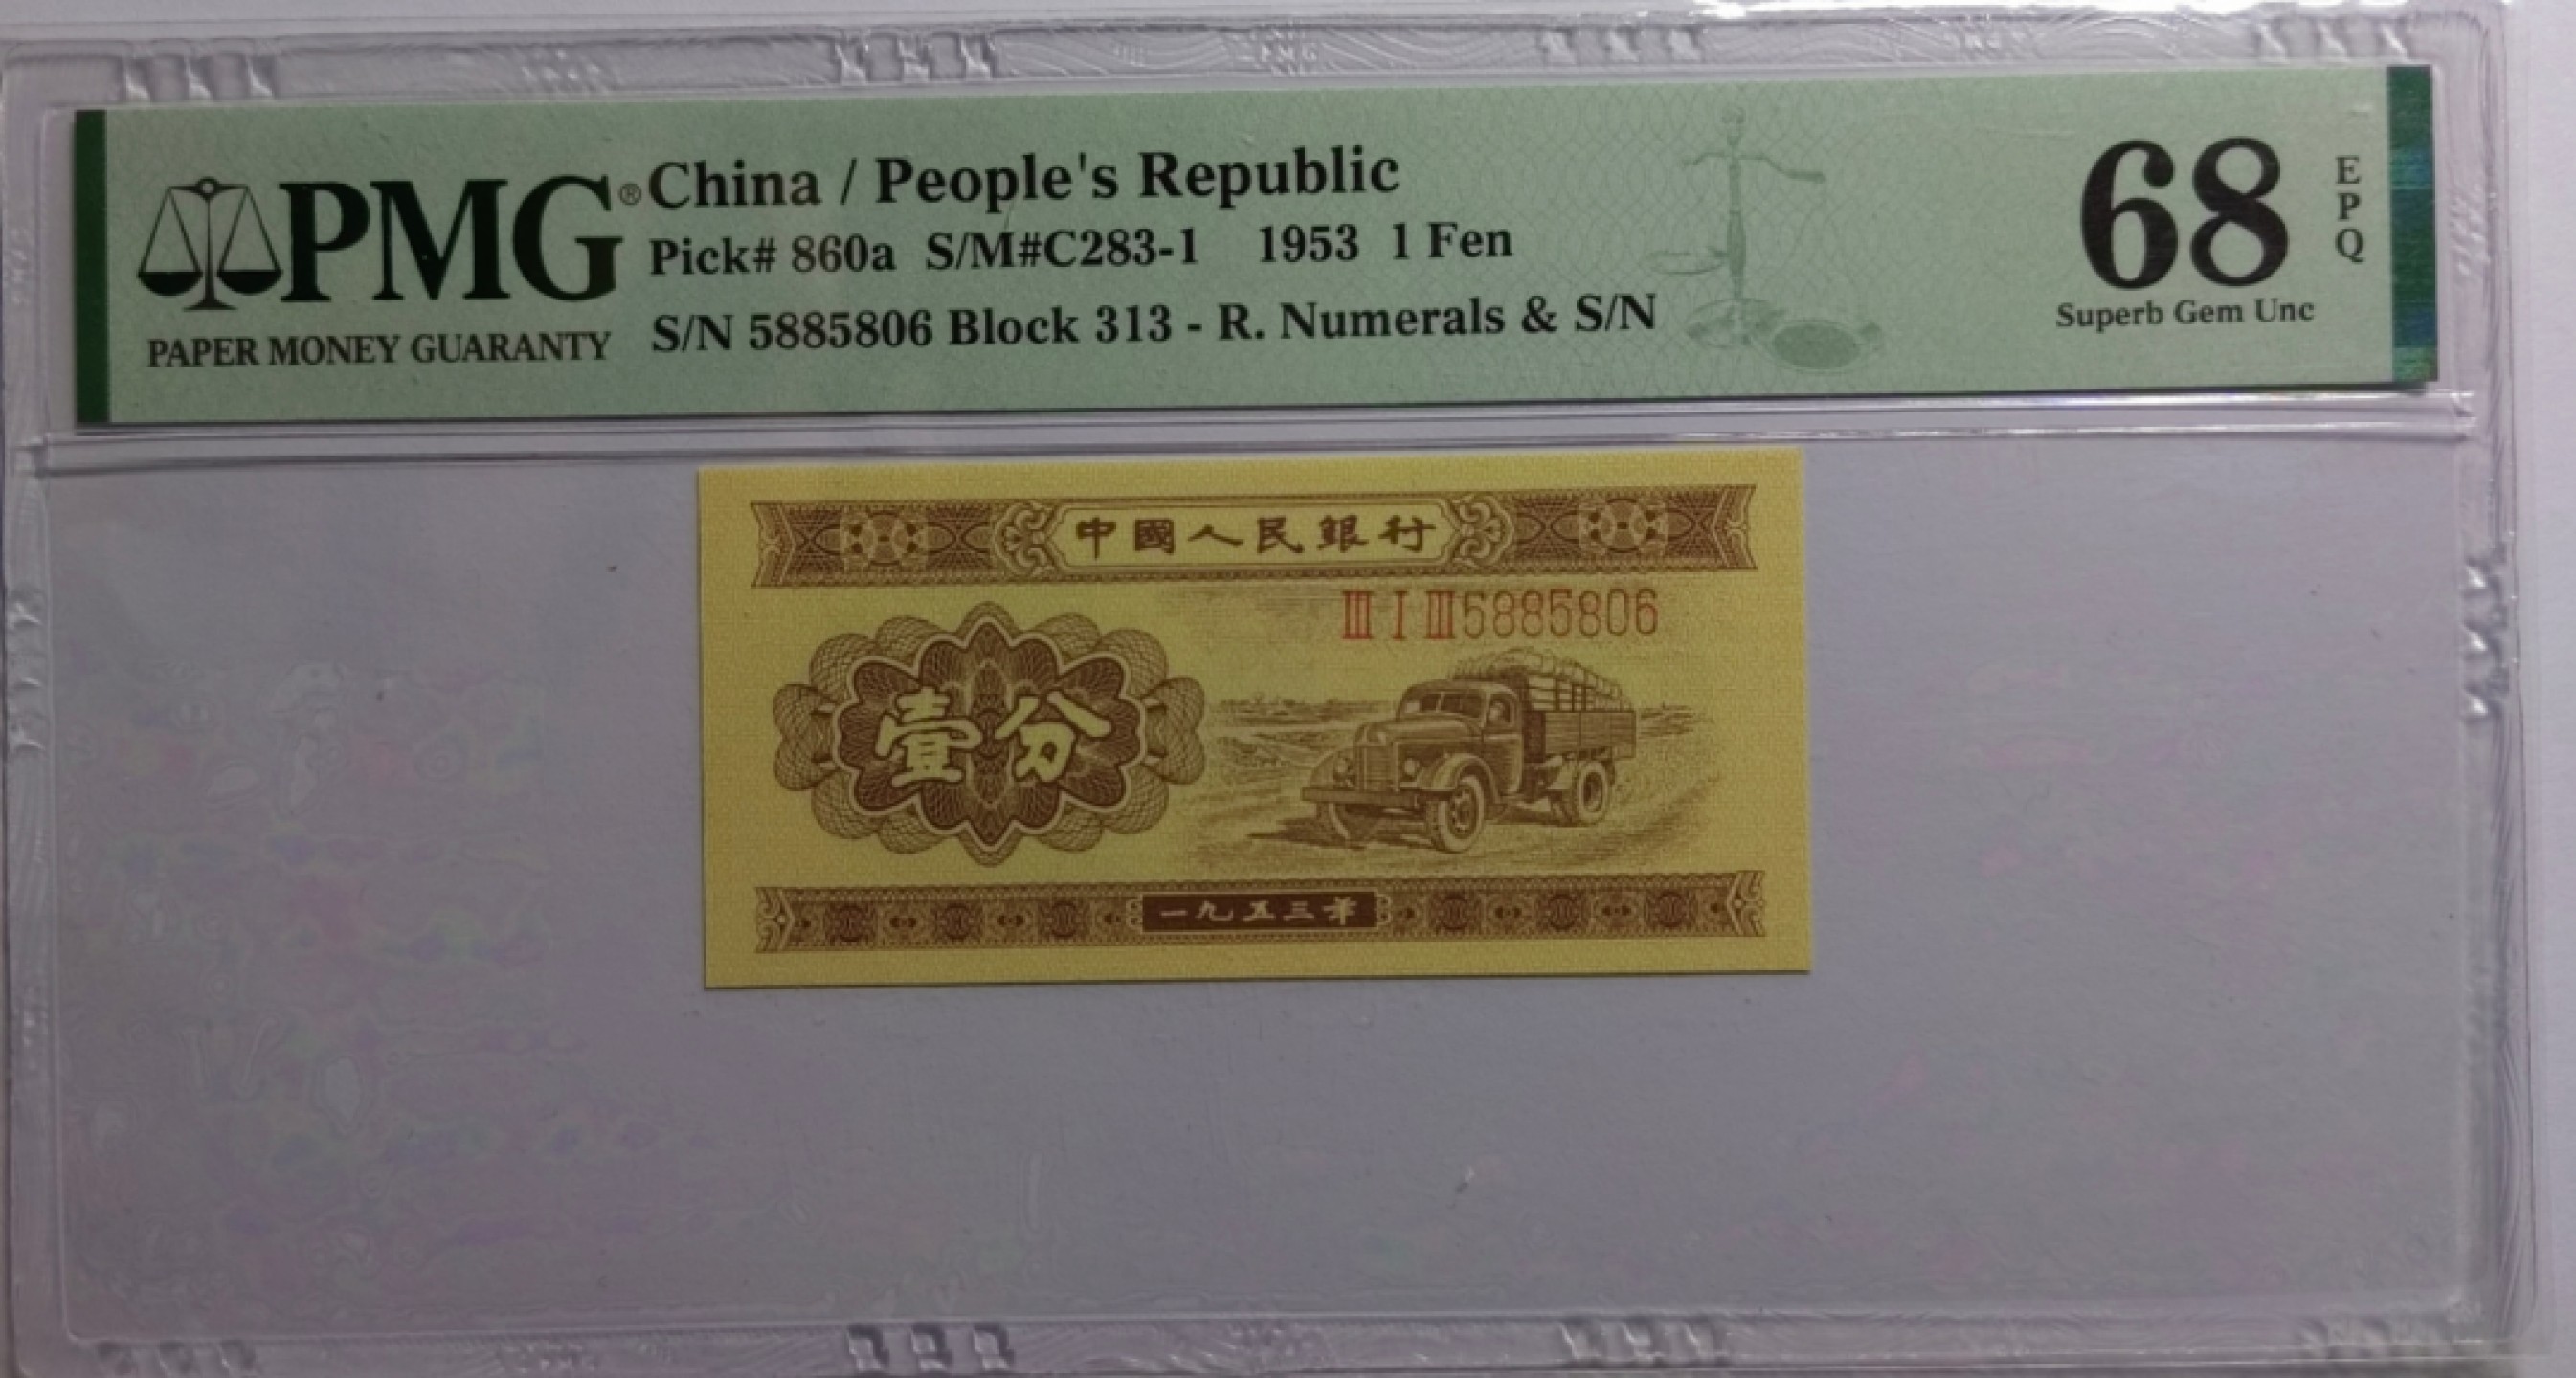 PMG®
PAPER MONEY GUARANTY
China / People's Republic
Pick# 860a S/M#C283-1 1953 1 Fen
S/N 5885806 Block 313 - R. Numerals & S/N
68
EPQ
Superb Gem Unc
中國人民銀行
III I III 5885806
壹分
一九五三年